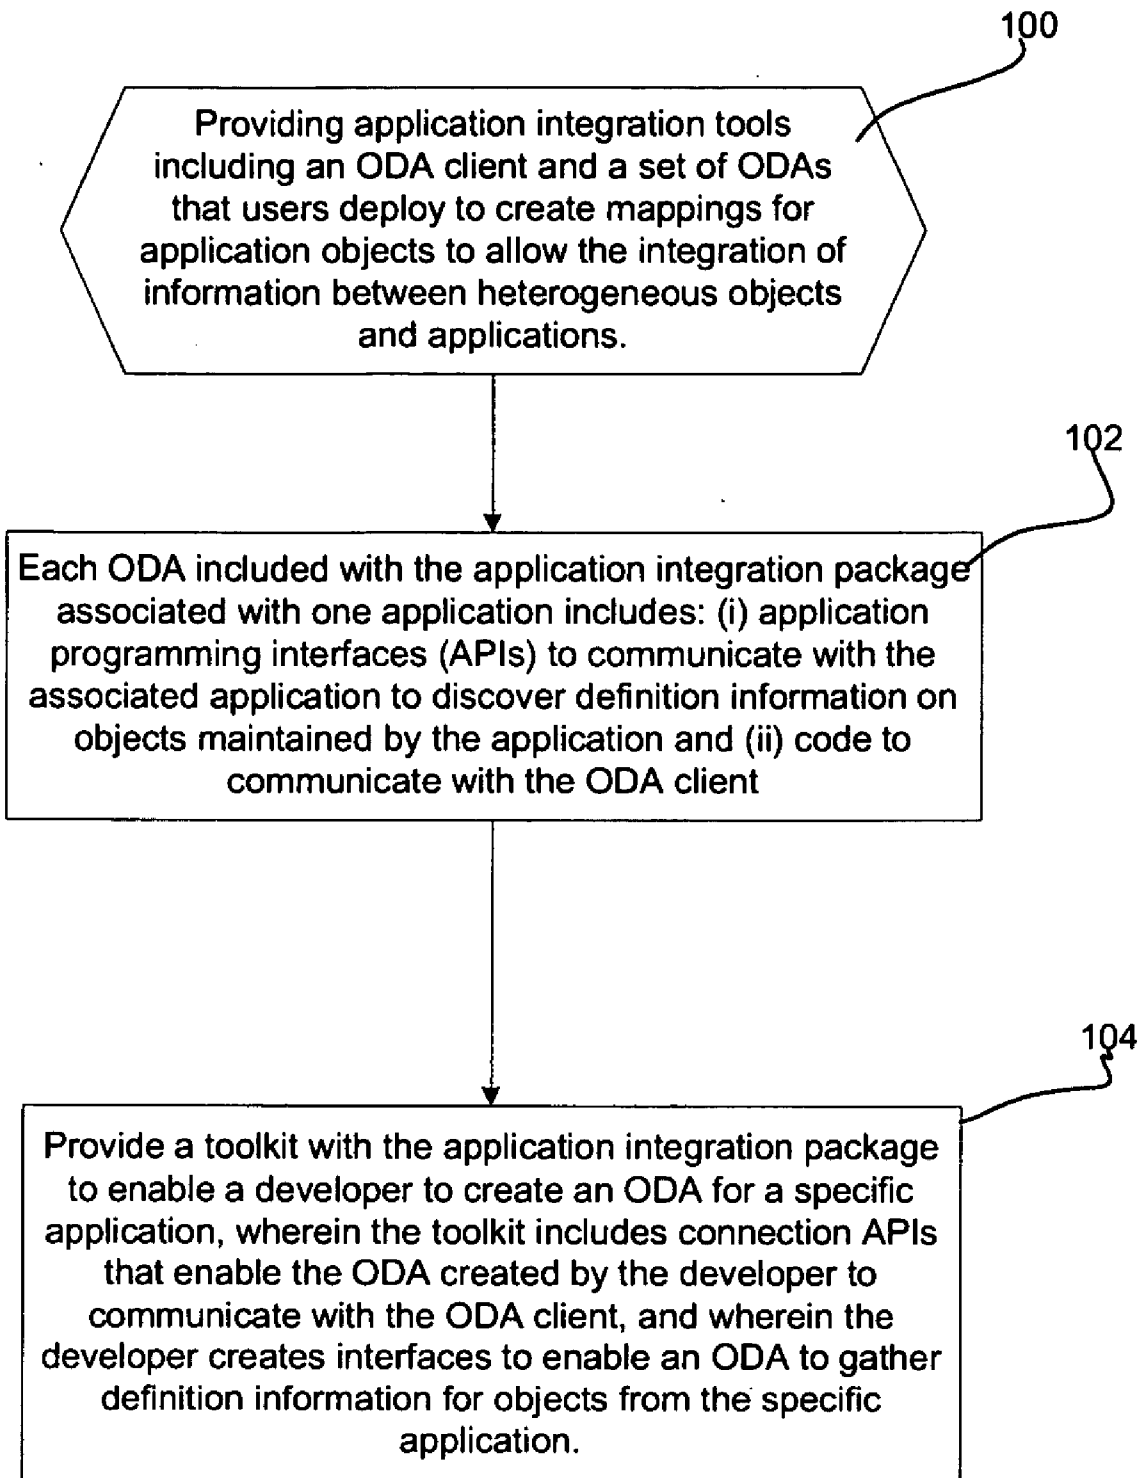 100
Providing application integration tools
including an ODA client and a set of ODAs
that users deploy to create mappings for
application objects to allow the integration of
information between heterogeneous objects
and applications.
102
Each ODA included with the application integration package
associated with one application includes: (i) application
programming interfaces (APIs) to communicate with the
associated application to discover definition information on
objects maintained by the application and (ii) code to
communicate with the ODA client
104
Provide a toolkit with the application integration package
to enable a developer to create an ODA for a specific
application, wherein the toolkit includes connection APIs
that enable the ODA created by the developer to
communicate with the ODA client, and wherein the
developer creates interfaces to enable an ODA to gather
definition information for objects from the specific
application.